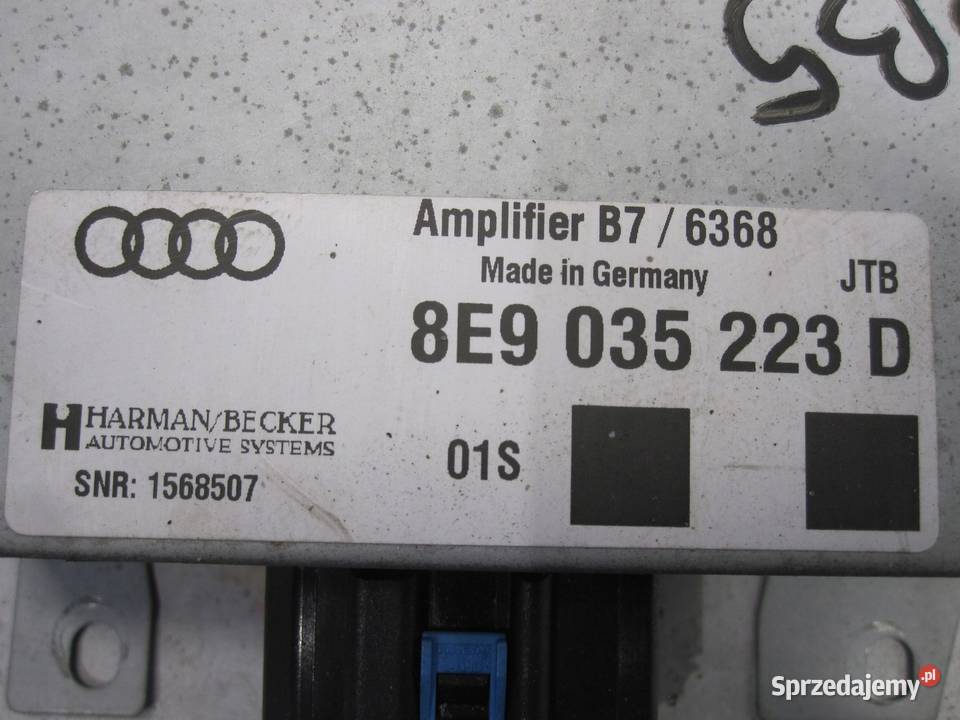 Amplifier B7 / 6368
Made in Germany
JTB
8E9 035 223 D
HARMAN/BECKER
AUTOMOTIVE SYSTEMS
SNR: 1568507
01S
Sprzedajemy.pl